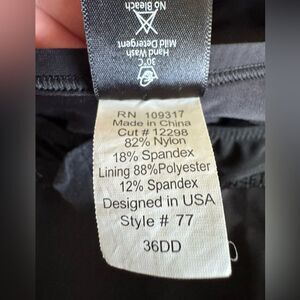 No Bleach
Mild Detergent
Hand Wash
30°C
RN 109317
Made in China
Cut # 12298
82% Nylon
18% Spandex
Lining 88%Polyester
12% Spandex
Designed in USA
Style # 77
36DD